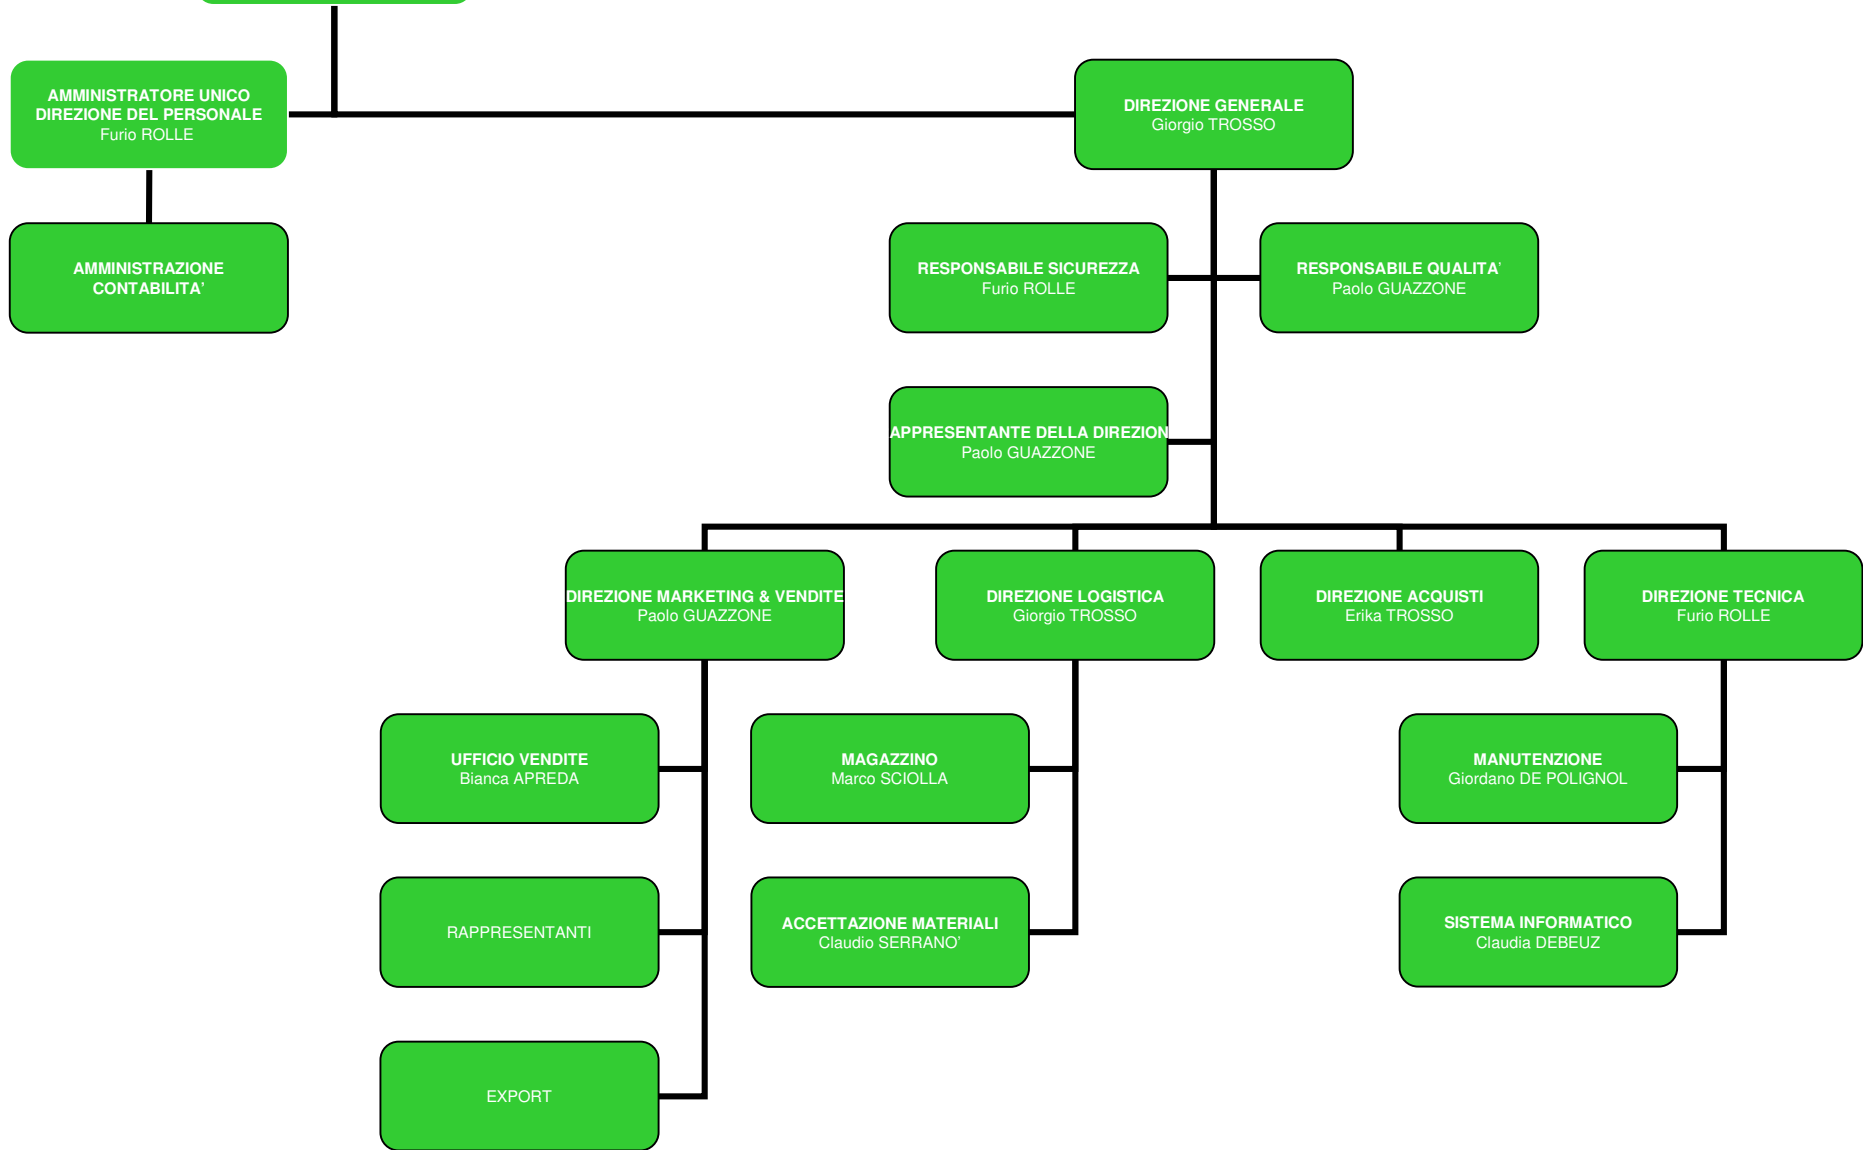 AMMINISTRATORE UNICO
DIREZIONE DEL PERSONALE
Furio ROLLE
DIREZIONE GENERALE
Giorgio TROSSO
AMMINISTRAZIONE
CONTABILITA'
RESPONSABILE SICUREZZA
Furio ROLLE
RESPONSABILE QUALITA'
Paolo GUAZZONE
APPRESENTANTE DELLA DIREZION
Paolo GUAZZONE
DIREZIONE MARKETING & VENDITE
Paolo GUAZZONE
DIREZIONE LOGISTICA
Giorgio TROSSO
DIREZIONE ACQUISTI
Erika TROSSO
DIREZIONE TECNICA
Furio ROLLE
UFFICIO VENDITE
Bianca APREDA
MAGAZZINO
Marco SCIOLLA
MANUTENZIONE
Giordano DE POLIGNOL
RAPPRESENTANTI
ACCETTAZIONE MATERIALI
Claudio SERRANO'
SISTEMA INFORMATICO
Claudia DEBEUZ
EXPORT